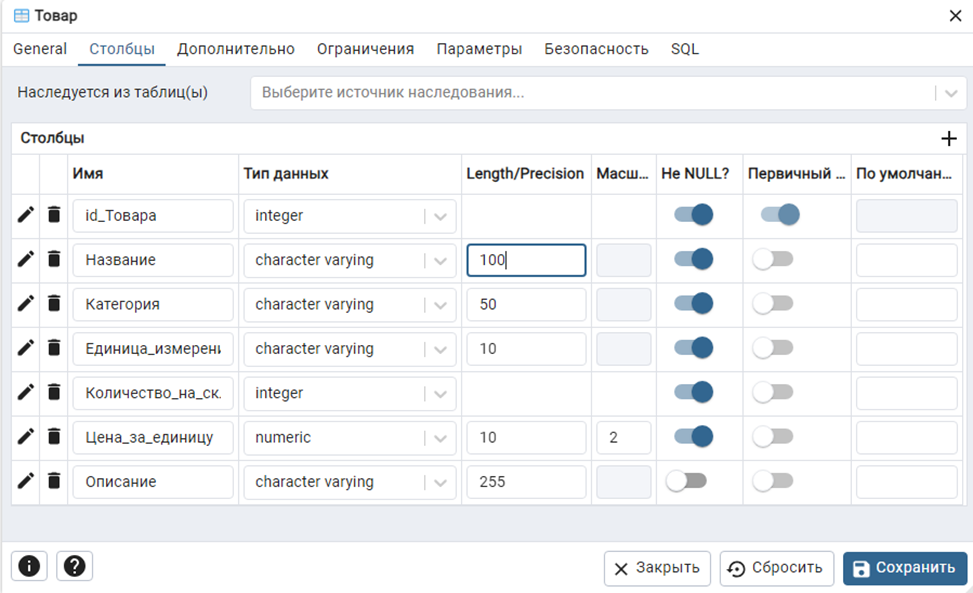 Товар
General Столбцы Дополнительно Ограничения Параметры Безопасность SQL
Наследуется из таблиц(ы) Выберите источник наследования...
Столбцы
Имя Тип данных Length/Precision Масш... Не NULL? Первичный ... По умолчан...
id_Товара integer
Название character varying 100
Категория character varying 50
Единица_измерені character varying 10
Количество_на_ск. integer
Цена_за_единицу numeric 10 2
Описание character varying 255
Закрыть Сбросить Сохранить